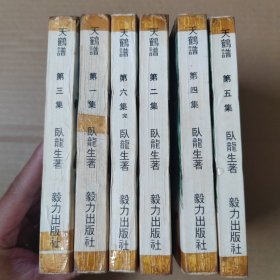 天鶴譜 第三集 臥龍生著 毅力出版社
天鶴譜 第一集 臥龍生著 毅力出版社
天鶴譜 第六集完 臥龍生著 毅力出版社
天鶴譜 第二集 臥龍生著 毅力出版社
天鶴譜 第四集 臥龍生著 毅力出版社
天鶴譜 第五集 臥龍生著 毅力出版社